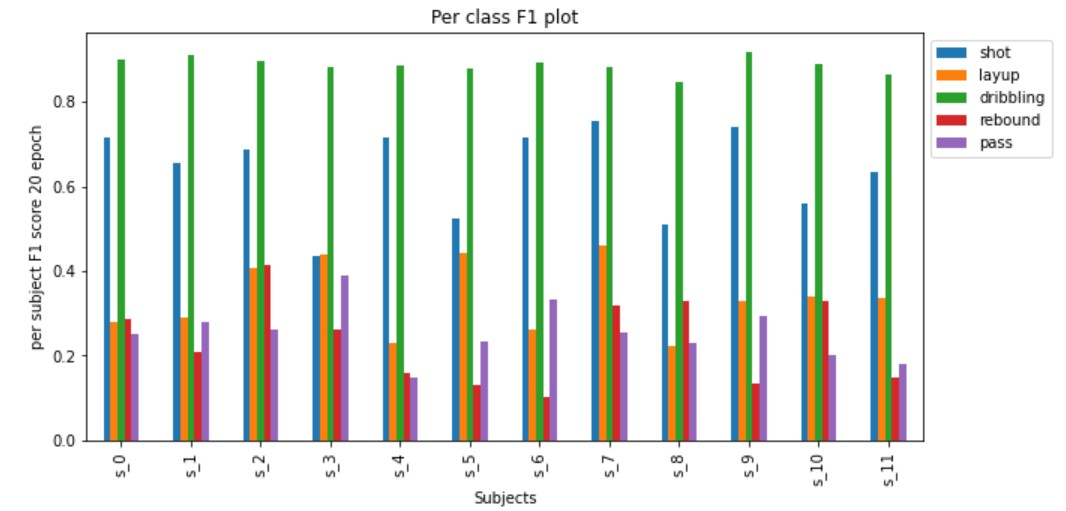 Per class F1 plot
per subject F1 score 20 epoch
0.8
0.6
0.4
0.2
0.0
s_0
s_1
s_2
s_3
s_4
s_5
s_6
s_7
s_8
s_9
s_10
s_11
Subjects
shot
layup
dribbling
rebound
pass